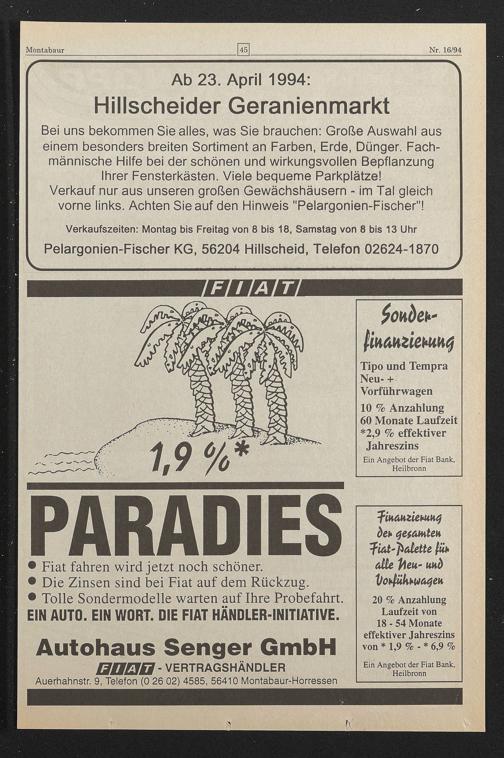 Montabaur 45 Nr. 16/94
Ab 23. April 1994:
Hillscheider Geranienmarkt
Bei uns bekommen Sie alles, was Sie brauchen: Große Auswahl aus
einem besonders breiten Sortiment an Farben, Erde, Dünger. Fach-
männische Hilfe bei der schönen und wirkungsvollen Bepflanzung
Ihrer Fensterkästen. Viele bequeme Parkplätze!
Verkauf nur aus unseren großen Gewächshäusern - im Tal gleich
vorne links. Achten Sie auf den Hinweis "Pelargonien-Fischer"!
Verkaufszeiten: Montag bis Freitag von 8 bis 18, Samstag von 8 bis 13 Uhr
Pelargonien-Fischer KG, 56204 Hillscheid, Telefon 02624-1870
FIAT
1,9 %*
PARADIES
• Fiat fahren wird jetzt noch schöner.
• Die Zinsen sind bei Fiat auf dem Rückzug.
• Tolle Sondermodelle warten auf Ihre Probefahrt.
EIN AUTO. EIN WORT. DIE FIAT HÄNDLER-INITIATIVE.
Autohaus Senger GmbH
FIAT - VERTRAGSHÄNDLER
Auerhahnstr. 9, Telefon (0 26 02) 4585, 56410 Montabaur-Horressen
Sonder-
finanzierung
Tipo und Tempra
Neu- +
Vorführwagen
10 % Anzahlung
60 Monate Laufzeit
*2,9 % effektiver
Jahreszins
Ein Angebot der Fiat Bank,
Heilbronn
Finanzierung
der gesamten
Fiat-Palette für
alle Neu- und
Vorführwagen
20 % Anzahlung
Laufzeit von
18 - 54 Monate
effektiver Jahreszins
von * 1,9 % - * 6,9 %
Ein Angebot der Fiat Bank,
Heilbronn